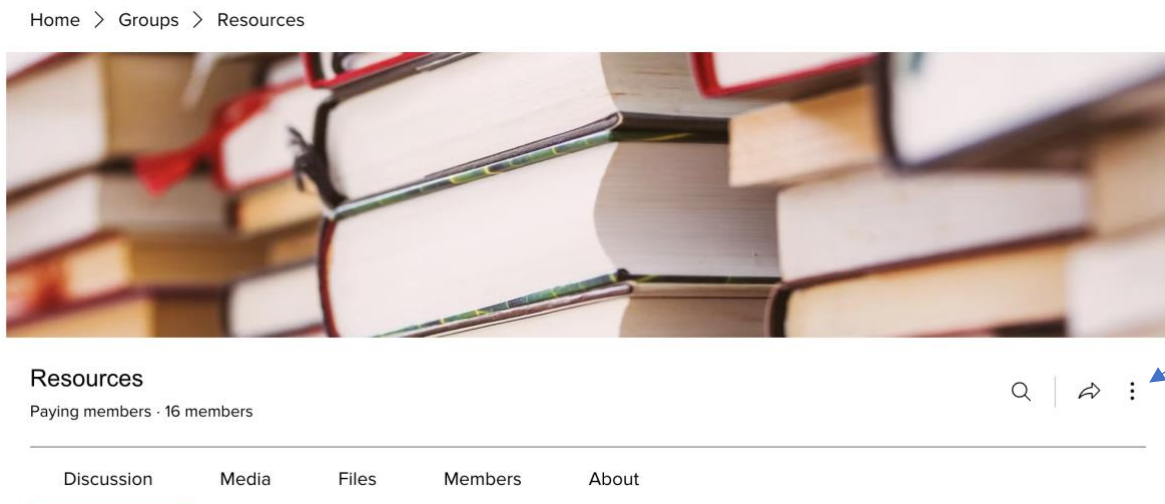 Home > Groups > Resources
Resources
Paying members · 16 members
Discussion Media Files Members About